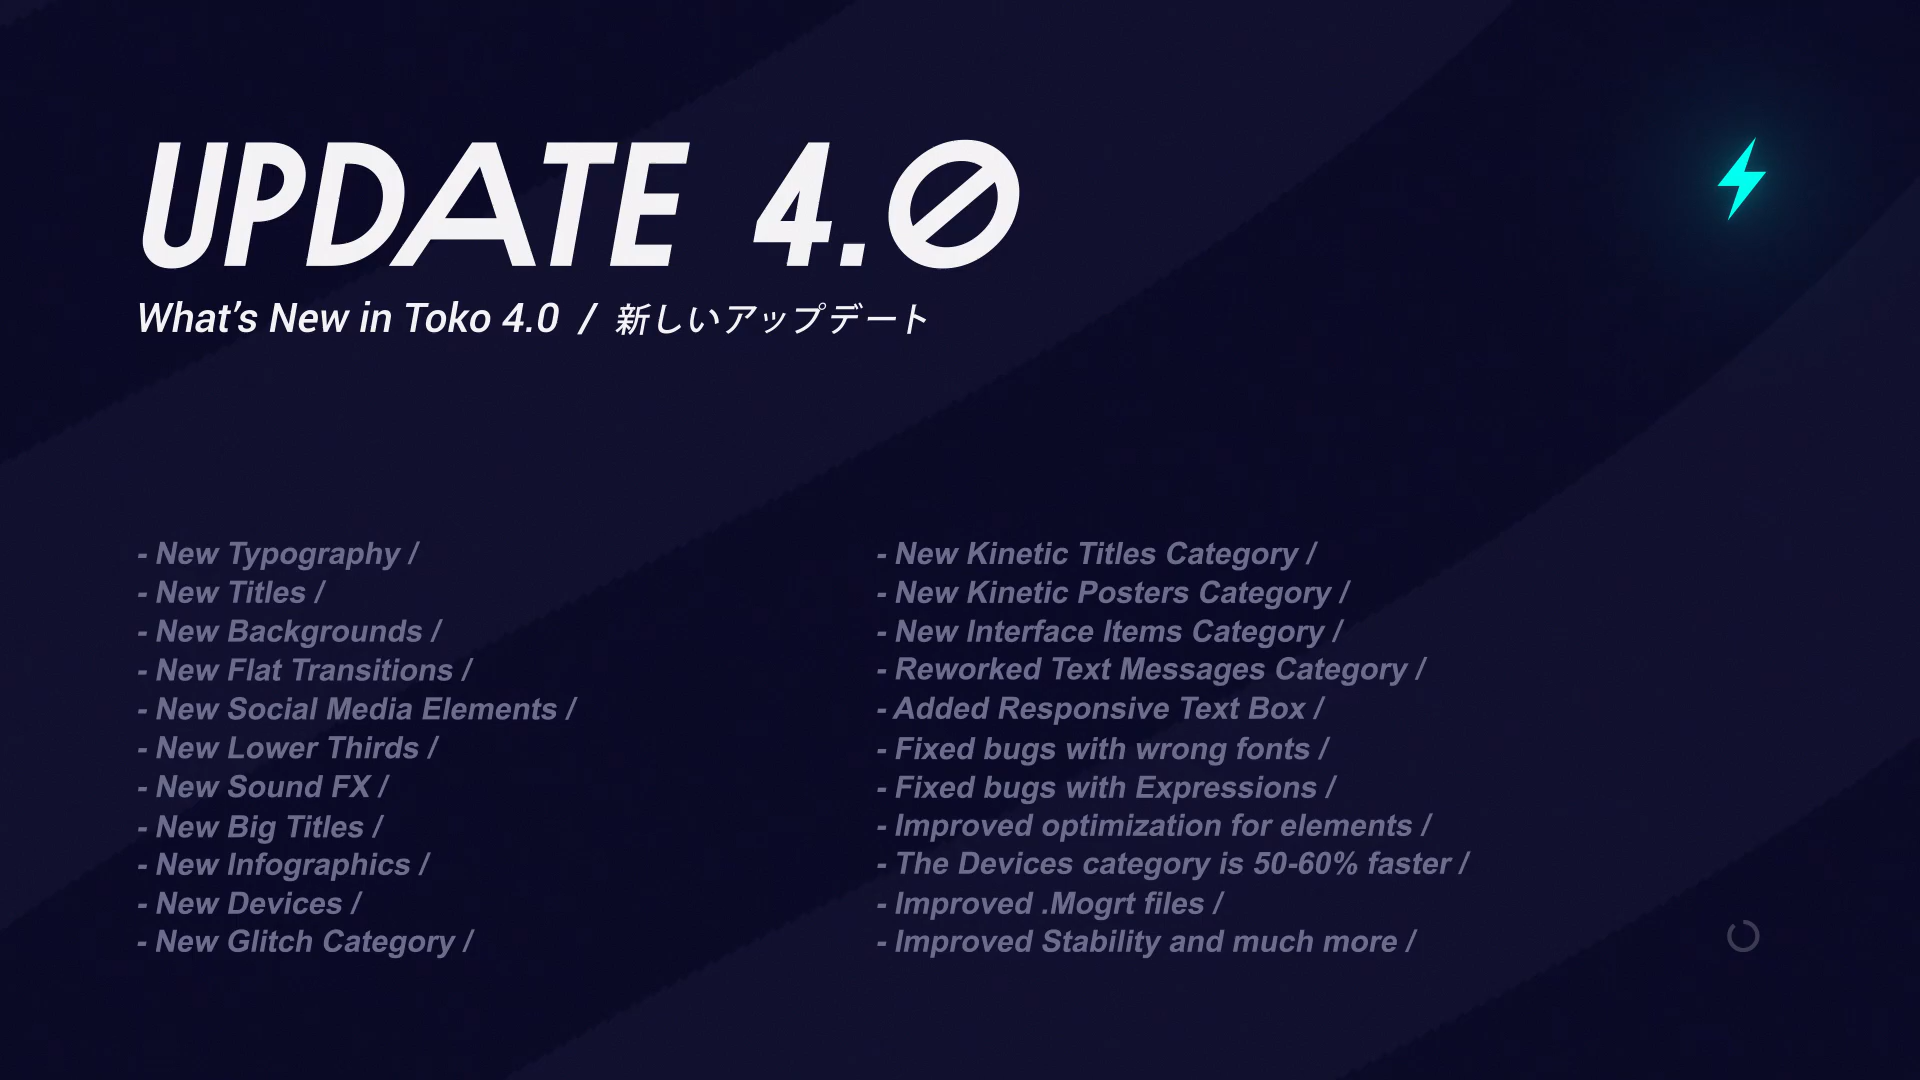 UPDATE 4.0
What's New in Toko 4.0 / 新しいアップデート
- New Typography /
- New Titles /
- New Backgrounds /
- New Flat Transitions /
- New Social Media Elements /
- New Lower Thirds /
- New Sound FX /
- New Big Titles /
- New Infographics /
- New Devices /
- New Glitch Category /
- New Kinetic Titles Category /
- New Kinetic Posters Category /
- New Interface Items Category /
- Reworked Text Messages Category /
- Added Responsive Text Box /
- Fixed bugs with wrong fonts /
- Fixed bugs with Expressions /
- Improved optimization for elements /
- The Devices category is 50-60% faster /
- Improved .Mogrt files /
- Improved Stability and much more /